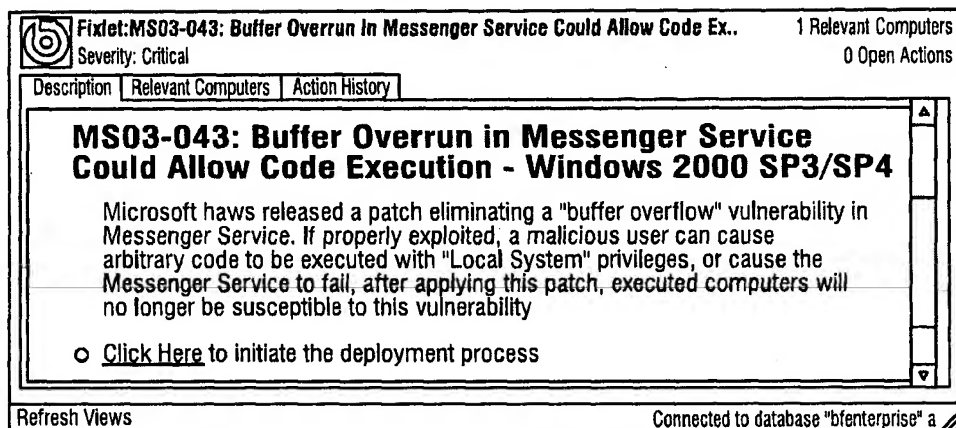 Fixlet:MS03-043: Buffer Overrun In Messenger Service Could Allow Code Ex..
1 Relevant Computers
Severity: Critical
0 Open Actions
Description
Relevant Computers
Action History
MS03-043: Buffer Overrun in Messenger Service
Could Allow Code Execution - Windows 2000 SP3/SP4
Microsoft haws released a patch eliminating a "buffer overflow" vulnerability in
Messenger Service. If properly exploited, a malicious user can cause
arbitrary code to be executed with "Local System" privileges, or cause the
Messenger Service to fail, after applying this patch, executed computers will
no longer be susceptible to this vulnerability
Click Here to initiate the deployment process
Refresh Views
Connected to database "bfenterprise" a